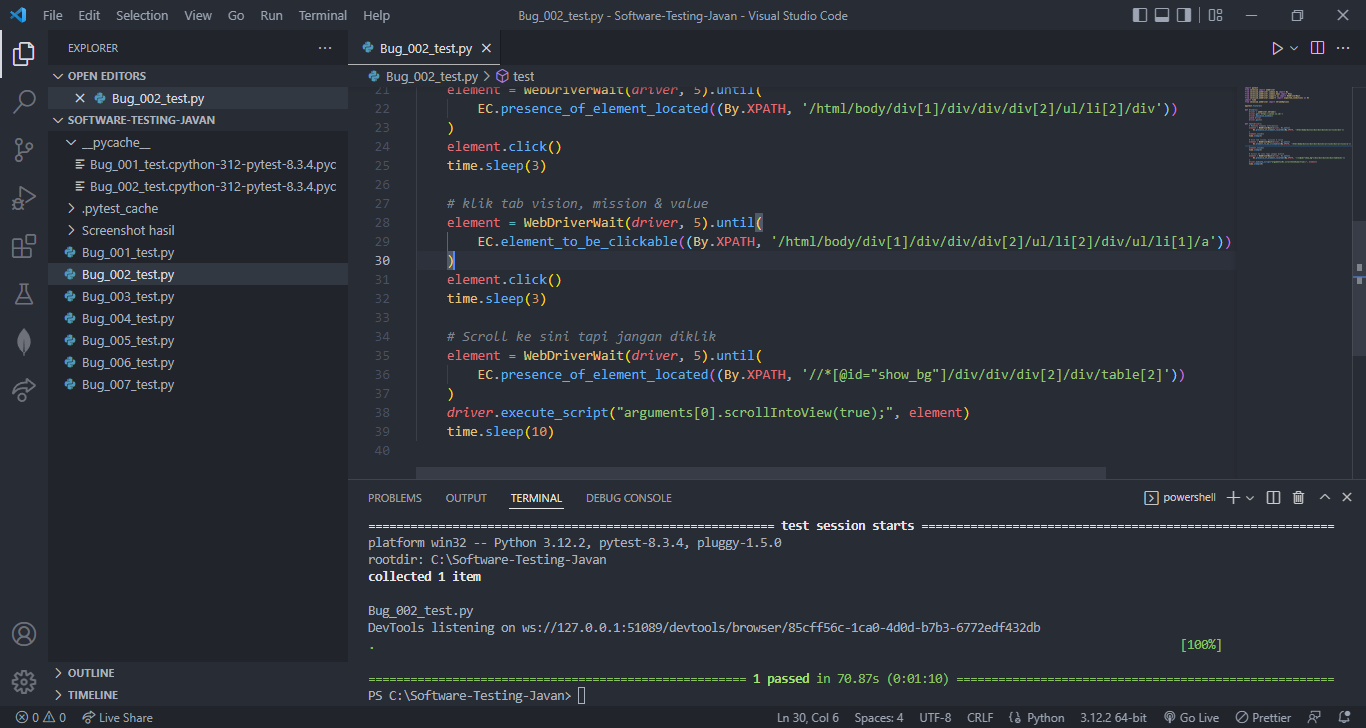 File Edit Selection View Go Run Terminal Help Bug_002_test.py - Software-Testing-Javan - Visual Studio Code
EXPLORER
OPEN EDITORS
Bug_002_test.py
SOFTWARE-TESTING-JAVAN
__pycache__
Bug_001_test.cpython-312-pytest-8.3.4.pyc
Bug_002_test.cpython-312-pytest-8.3.4.pyc
.pytest_cache
Screenshot hasil
Bug_001_test.py
Bug_002_test.py
Bug_003_test.py
Bug_004_test.py
Bug_005_test.py
Bug_006_test.py
Bug_007_test.py
OUTLINE
TIMELINE
Bug_002_test.py
Bug_002_test.py > test
21 element = WebDriverWait(driver, 5).until(
22 EC.presence_of_element_located((By.XPATH, '/html/body/div[1]/div/div/div[2]/ul/li[2]/div'))
23 )
24 element.click()
25 time.sleep(3)
26
27 # klik tab vision, mission & value
28 element = WebDriverWait(driver, 5).until(
29 EC.element_to_be_clickable((By.XPATH, '/html/body/div[1]/div/div/div[2]/ul/li[2]/div/ul/li[1]/a'))
30 )
31 element.click()
32 time.sleep(3)
33
34 # Scroll ke sini tapi jangan diklik
35 element = WebDriverWait(driver, 5).until(
36 EC.presence_of_element_located((By.XPATH, '//*[@id="show_bg"]/div/div/div[2]/div/table[2]'))
37 )
38 driver.execute_script("arguments[0].scrollIntoView(true);", element)
39 time.sleep(10)
40
PROBLEMS OUTPUT TERMINAL DEBUG CONSOLE powershell
========================================================== test session starts ===========================================================
platform win32 -- Python 3.12.2, pytest-8.3.4, pluggy-1.5.0
rootdir: C:\Software-Testing-Javan
collected 1 item
Bug_002_test.py
DevTools listening on ws://127.0.0.1:51089/devtools/browser/85cff56c-1ca0-4d0d-b7b3-6772edf432db
. [100%]
====================================================== 1 passed in 70.87s (0:01:10) ======================================================
PS C:\Software-Testing-Javan>
0 0 Live Share Ln 30, Col 6 Spaces: 4 UTF-8 CRLF Python 3.12.2 64-bit Go Live Prettier